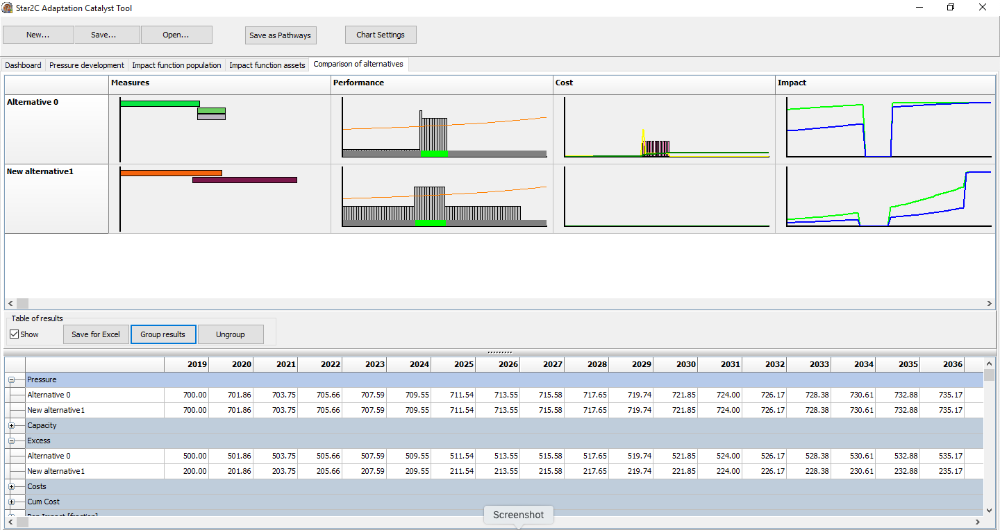 Star2C Adaptation Catalyst Tool
New... Save... Open... Save as Pathways Chart Settings
Dashboard Pressure development Impact function population Impact function assets Comparison of alternatives
Measures Performance Cost Impact
Alternative 0
New alternative1
Table of results
Show Save for Excel Group results Ungroup
2019 2020 2021 2022 2023 2024 2025 2026 2027 2028 2029 2030 2031 2032 2033 2034 2035 2036
Pressure
Alternative 0 700.00 701.86 703.75 705.66 707.59 709.55 711.54 713.55 715.58 717.65 719.74 721.85 724.00 726.17 728.38 730.61 732.88 735.17
New alternative1 700.00 701.86 703.75 705.66 707.59 709.55 711.54 713.55 715.58 717.65 719.74 721.85 724.00 726.17 728.38 730.61 732.88 735.17
Capacity
Excess
Alternative 0 500.00 501.86 503.75 505.66 507.59 509.55 511.54 513.55 515.58 517.65 519.74 521.85 524.00 526.17 528.38 530.61 532.88 535.17
New alternative1 200.00 201.86 203.75 205.66 207.59 209.55 211.54 213.55 215.58 217.65 219.74 221.85 224.00 226.17 228.38 230.61 232.88 235.17
Costs
Cum Cost
Pop Impact [fraction]
Screenshot